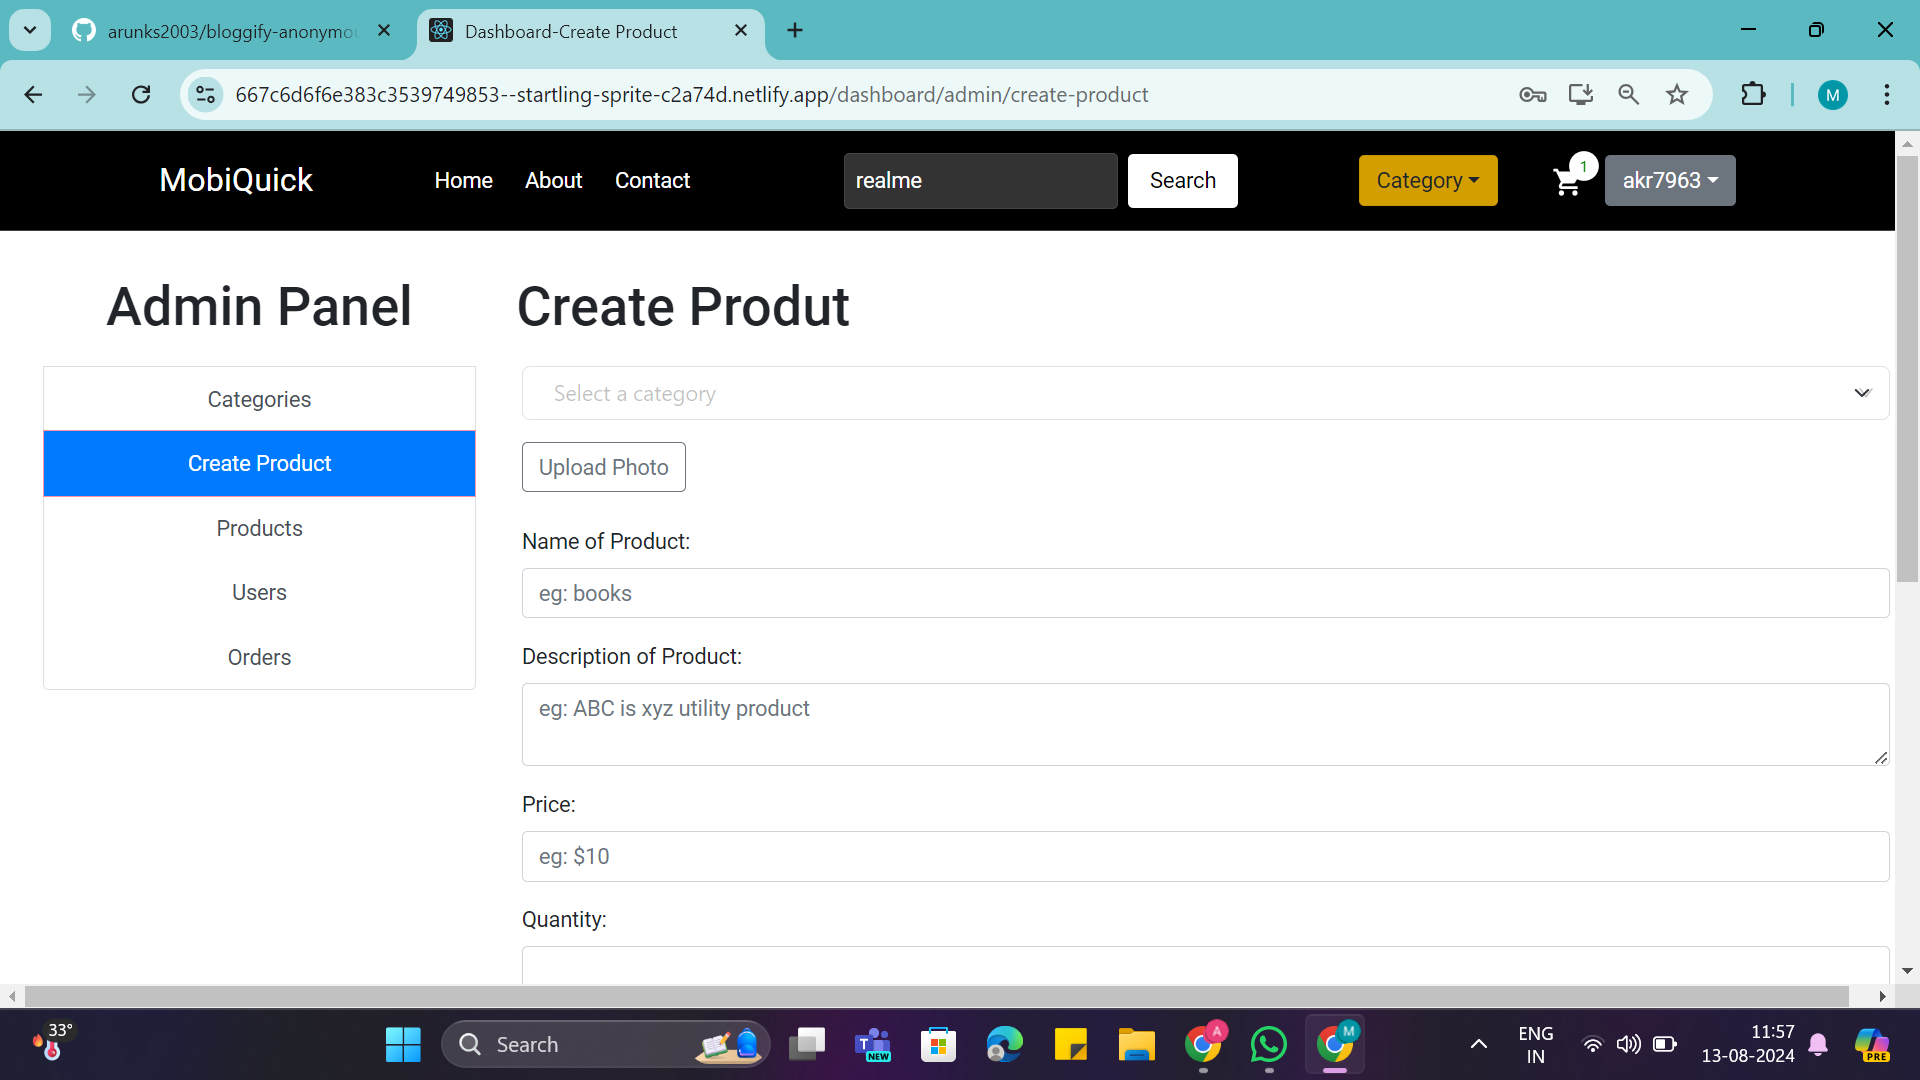 arunks2003/bloggify-anonymou
Dashboard-Create Product
667c6d6f6e383c3539749853--startling-sprite-c2a74d.netlify.app/dashboard/admin/create-product
M
MobiQuick
Home
About
Contact
realme
Search
Category
1
akr7963
Admin Panel
Categories
Create Product
Products
Users
Orders
Create Produt
Select a category
Upload Photo
Name of Product:
eg: books
Description of Product:
eg: ABC is xyz utility product
Price:
eg: $10
Quantity:
33°
Search
T
NEW
A
M
ENG
IN
11:57
13-08-2024
PRE